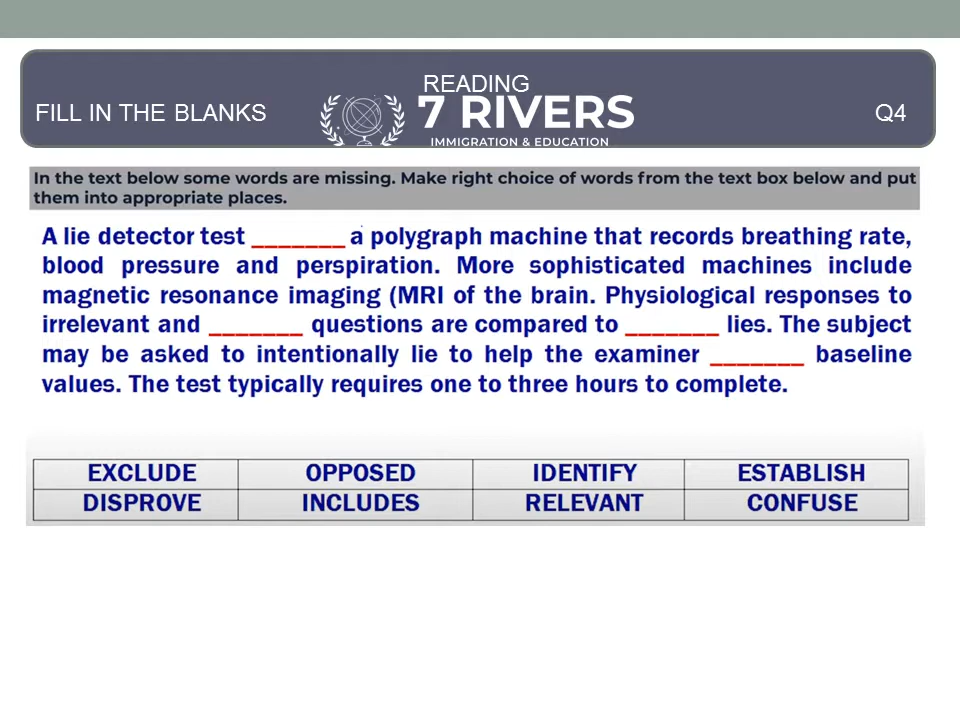 READING
FILL IN THE BLANKS
7 RIVERS
Q4
IMMIGRATION & EDUCATION
In the text below some words are missing. Make right choice of words from the text box below and put
them into appropriate places.
A lie detector test _______ a polygraph machine that records breathing rate,
blood pressure and perspiration. More sophisticated machines include
magnetic resonance imaging (MRI of the brain. Physiological responses to
irrelevant and _______ questions are compared to _______ lies. The subject
may be asked to intentionally lie to help the examiner _______ baseline
values. The test typically requires one to three hours to complete.
EXCLUDE OPPOSED IDENTIFY ESTABLISH
DISPROVE INCLUDES RELEVANT CONFUSE